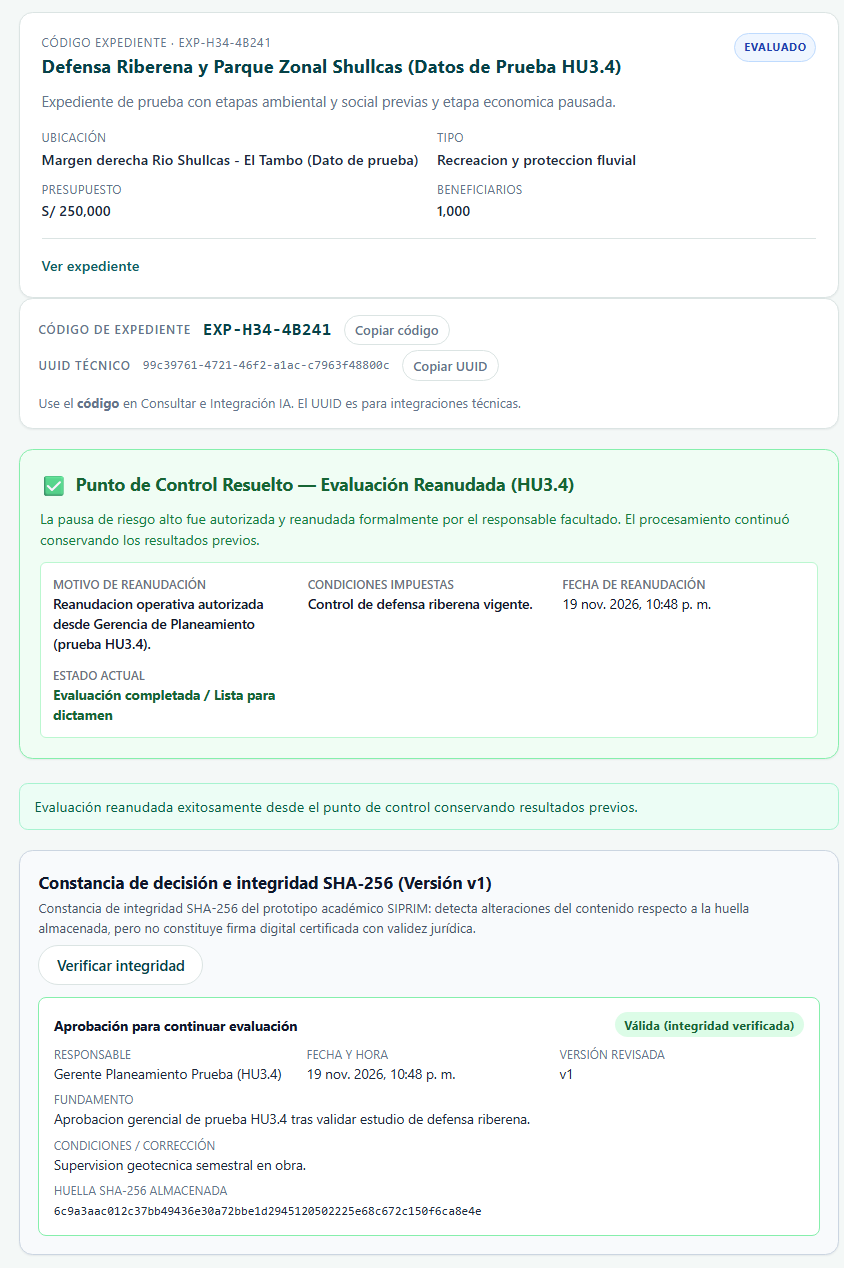 CÓDIGO EXPEDIENTE · EXP-H34-4B241
EVALUADO
Defensa Riberena y Parque Zonal Shullcas (Datos de Prueba HU3.4)
Expediente de prueba con etapas ambiental y social previas y etapa economica pausada.
UBICACIÓN
Margen derecha Rio Shullcas - El Tambo (Dato de prueba)
TIPO
Recreacion y proteccion fluvial
PRESUPUESTO
S/ 250,000
BENEFICIARIOS
1,000
Ver expediente
CÓDIGO DE EXPEDIENTE EXP-H34-4B241 Copiar código
UUID TÉCNICO 99c39761-4721-46f2-a1ac-c7963f48800c Copiar UUID
Use el código en Consultar e Integración IA. El UUID es para integraciones técnicas.
✅ Punto de Control Resuelto — Evaluación Reanudada (HU3.4)
La pausa de riesgo alto fue autorizada y reanudada formalmente por el responsable facultado. El procesamiento continuó
conservando los resultados previos.
MOTIVO DE REANUDACIÓN
Reanudacion operativa autorizada
desde Gerencia de Planeamiento
(prueba HU3.4).
CONDICIONES IMPUESTAS
Control de defensa riberena vigente.
FECHA DE REANUDACIÓN
19 nov. 2026, 10:48 p. m.
ESTADO ACTUAL
Evaluación completada / Lista para
dictamen
Evaluación reanudada exitosamente desde el punto de control conservando resultados previos.
Constancia de decisión e integridad SHA-256 (Versión v1)
Constancia de integridad SHA-256 del prototipo académico SIPRIM: detecta alteraciones del contenido respecto a la huella
almacenada, pero no constituye firma digital certificada con validez jurídica.
Verificar integridad
Aprobación para continuar evaluación
Válida (integridad verificada)
RESPONSABLE
Gerente Planeamiento Prueba (HU3.4)
FECHA Y HORA
19 nov. 2026, 10:48 p. m.
VERSIÓN REVISADA
v1
FUNDAMENTO
Aprobacion gerencial de prueba HU3.4 tras validar estudio de defensa riberena.
CONDICIONES / CORRECCIÓN
Supervision geotecnica semestral en obra.
HUELLA SHA-256 ALMACENADA
6c9a3aac012c37bb49436e30a72bbe1d2945120502225e68c672c150f6ca8e4e